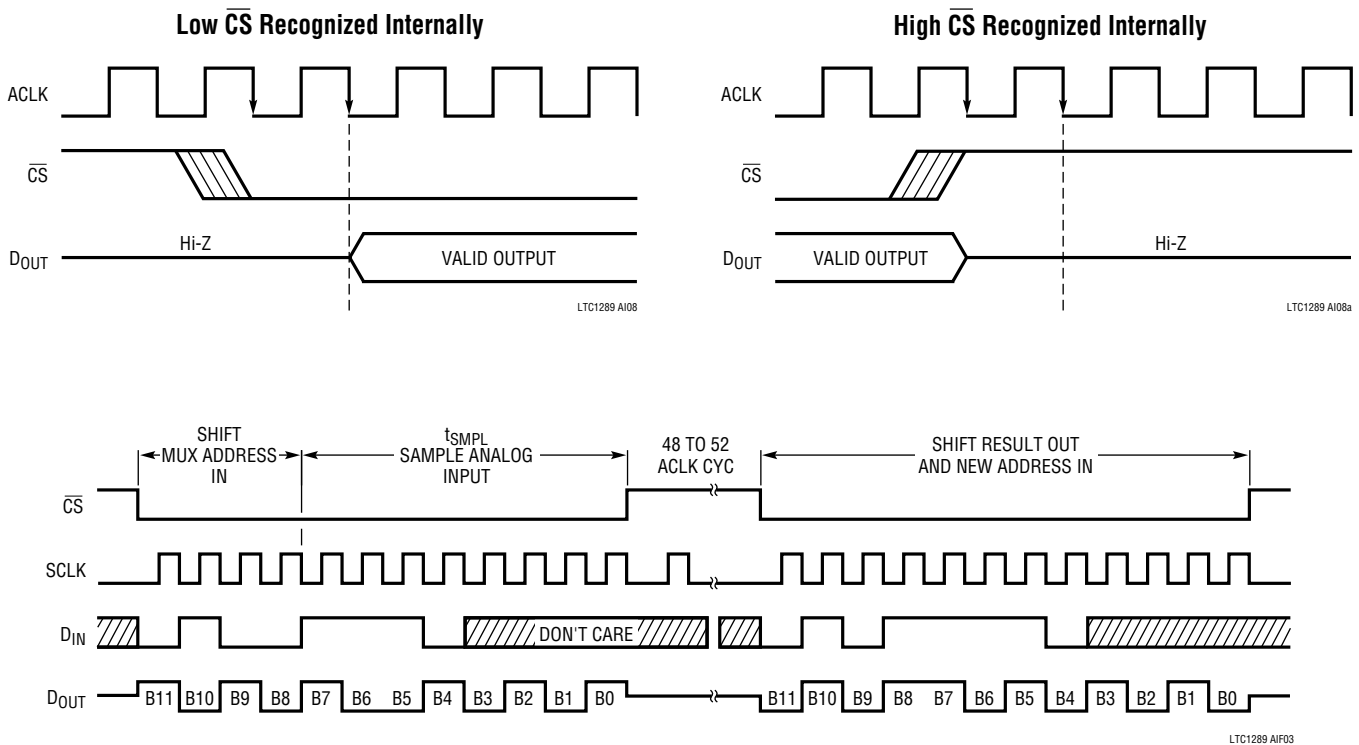 Low CS Recognized Internally
ACLK
CS
DOUT
Hi-Z
VALID OUTPUT
LTC1289 AI08
High CS Recognized Internally
ACLK
CS
DOUT
VALID OUTPUT
Hi-Z
LTC1289 AI08a
SHIFT
MUX ADDRESS
IN
tSMPL
SAMPLE ANALOG
INPUT
48 TO 52
ACLK CYC
SHIFT RESULT OUT
AND NEW ADDRESS IN
CS
SCLK
DIN
DON'T CARE
DOUT
B11 B10 B9 B8 B7 B6 B5 B4 B3 B2 B1 B0
B11 B10 B9 B8 B7 B6 B5 B4 B3 B2 B1 B0
LTC1289 AIF03